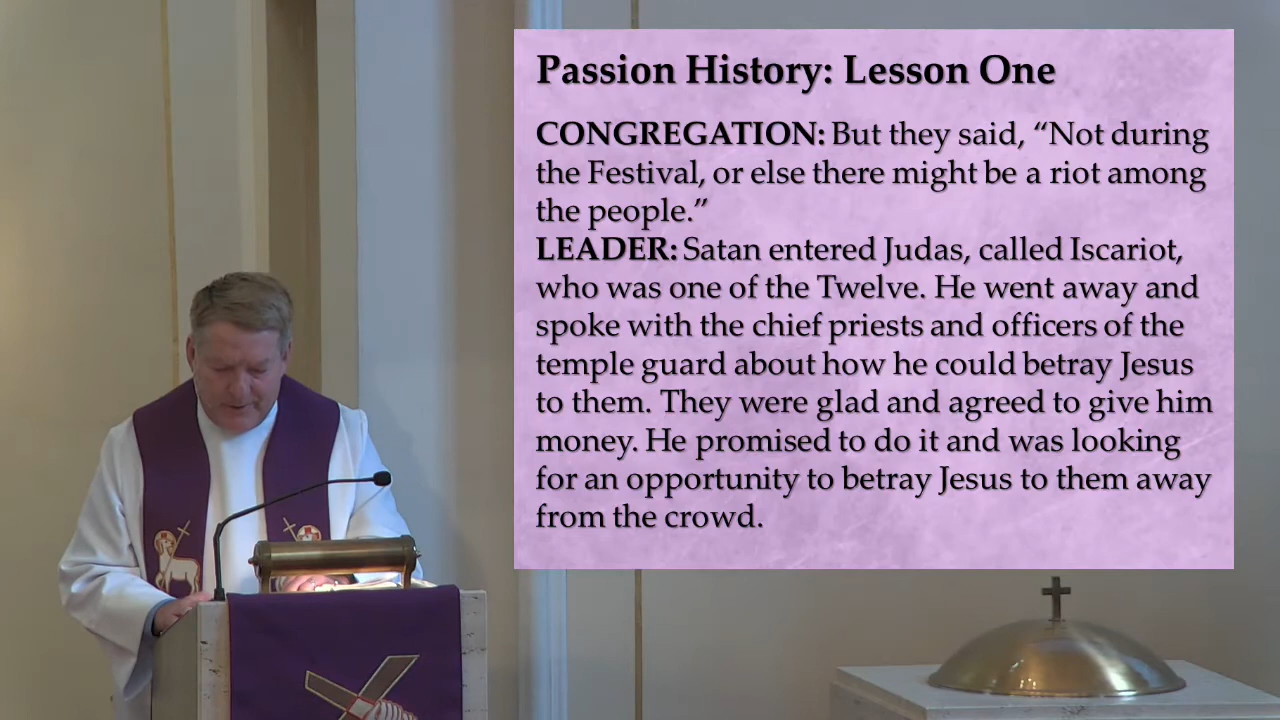 Passion History: Lesson One
CONGREGATION: But they said, “Not during
the Festival, or else there might be a riot among
the people.”
LEADER: Satan entered Judas, called Iscariot,
who was one of the Twelve. He went away and
spoke with the chief priests and officers of the
temple guard about how he could betray Jesus
to them. They were glad and agreed to give him
money. He promised to do it and was looking
for an opportunity to betray Jesus to them away
from the crowd.